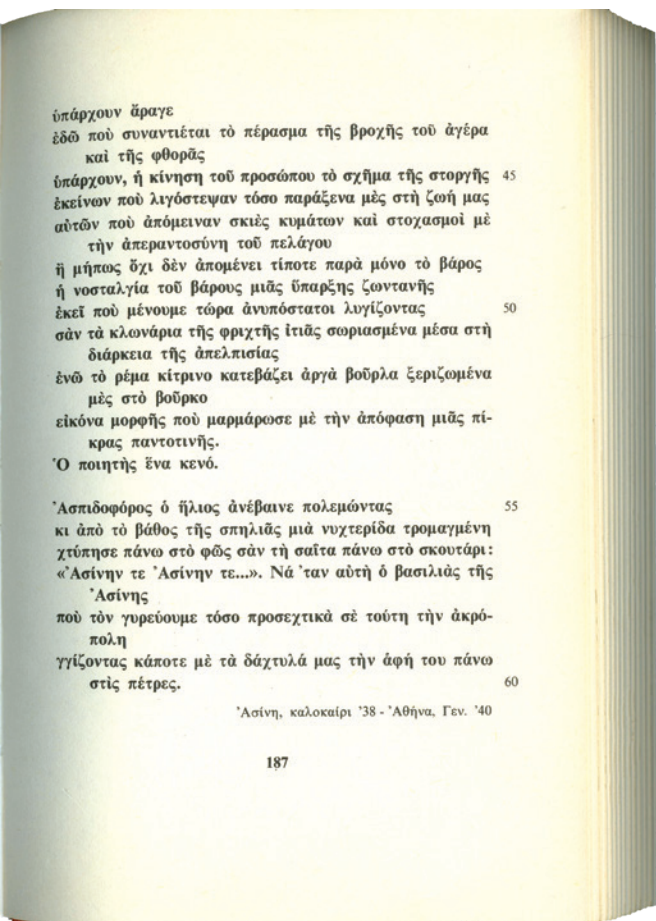 ὑπάρχουν ἄραγε
ἐδῶ ποὺ συναντιέται τὸ πέρασμα τῆς βροχῆς τοῦ ἀγέρα
καὶ τῆς φθορᾶς
ὑπάρχουν, ἡ κίνηση τοῦ προσώπου τὸ σχῆμα τῆς στοργῆς 45
ἐκείνων ποὺ λιγόστεψαν τόσο παράξενα μὲς στὴ ζωή μας
αὐτῶν ποὺ ἀπόμειναν σκιὲς κυμάτων καὶ στοχασμοὶ μὲ
τὴν ἀπεραντοσύνη τοῦ πελάγου
ἢ μήπως ὄχι δὲν ἀπομένει τίποτε παρὰ μόνο τὸ βάρος
ἡ νοσταλγία τοῦ βάρους μιᾶς ὕπαρξης ζωντανῆς
ἐκεῖ ποὺ μένουμε τώρα ἀνυπόστατοι λυγίζοντας 50
σὰν τὰ κλωνάρια τῆς φριχτῆς ἰτιᾶς σωριασμένα μέσα στὴ
διάρκεια τῆς ἀπελπισίας
ἐνῶ τὸ ρέμα κίτρινο κατεβάζει ἀργὰ βοῦρλα ξεριζωμένα
μὲς στὸ βοῦρκο
εἰκόνα μορφῆς ποὺ μαρμάρωσε μὲ τὴν ἀπόφαση μιᾶς πί-
κρας παντοτινῆς.
Ὁ ποιητὴς ἕνα κενό.
Ἀσπιδοφόρος ὁ ἥλιος ἀνέβαινε πολεμώντας 55
κι ἀπὸ τὸ βάθος τῆς σπηλιᾶς μιὰ νυχτερίδα τρομαγμένη
χτύπησε πάνω στὸ φῶς σὰν τὴ σαΐτα πάνω στὸ σκουτάρι:
«Ἀσίνην τε Ἀσίνην τε...». Νά ᾿ταν αὐτὴ ὁ βασιλιὰς τῆς
Ἀσίνης
ποὺ τὸν γυρεύουμε τόσο προσεχτικὰ σὲ τούτη τὴν ἀκρό-
πολη
γγίζοντας κάποτε μὲ τὰ δάχτυλά μας τὴν ἁφή του πάνω
στὶς πέτρες. 60
Ἀσίνη, καλοκαίρι ’38 - Ἀθήνα, Γεν. ’40
187